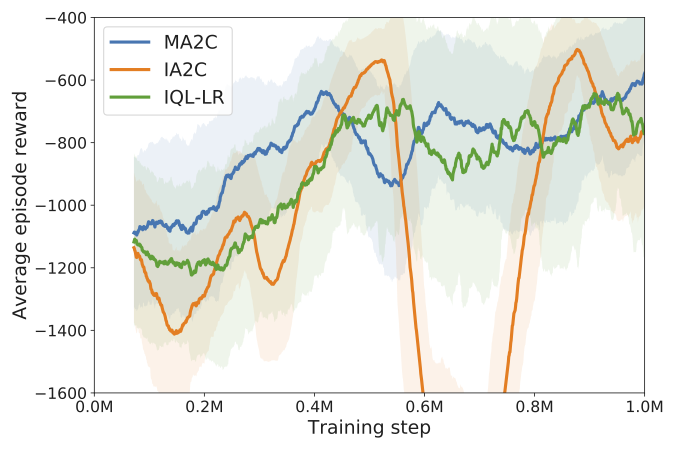 MA2C
IA2C
IQL-LR
Average episode reward
−400
−600
−800
−1000
−1200
−1400
−1600
0.0M 0.2M 0.4M 0.6M 0.8M 1.0M
Training step